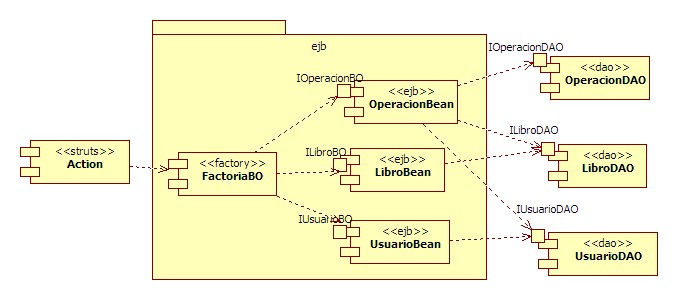 ejb
IOperacionDAO
<<dao>>
OperacionDAO
IOperacionBO
<<ejb>>
OperacionBean
ILibroDAO
<<dao>>
LibroDAO
<<struts>>
Action
<<factory>>
FactoriaBO
ILibroBO
<<ejb>>
LibroBean
IUsuarioBO
<<ejb>>
UsuarioBean
IUsuarioDAO
<<dao>>
UsuarioDAO